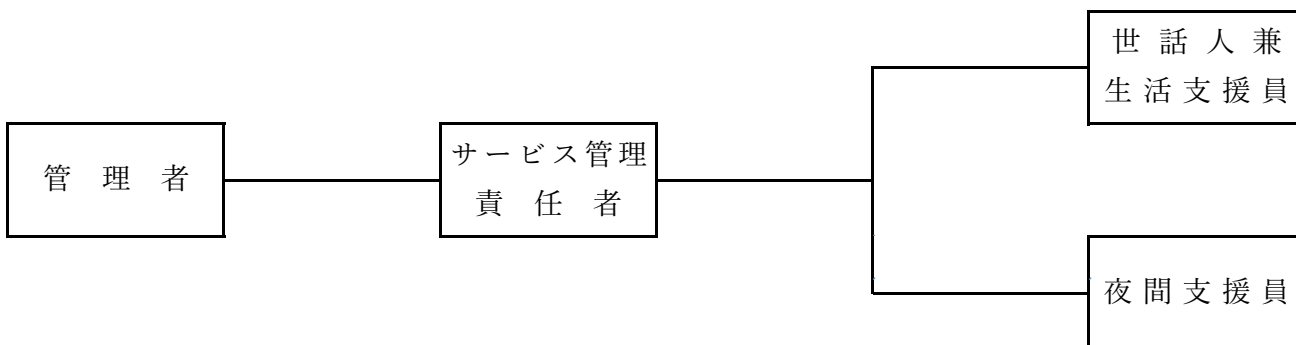 管理者
サービス管理
責任者
世話人兼
生活支援員
夜間支援員